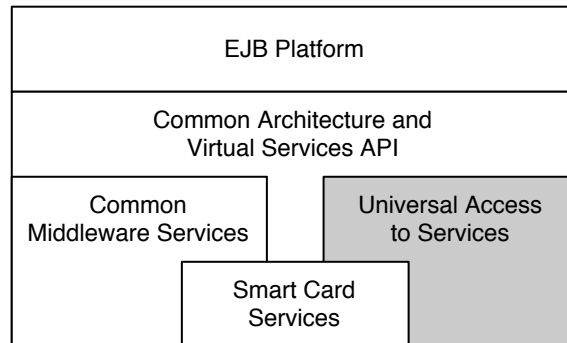 EJB Platform
Common Architecture and
Virtual Services API
Common
Middleware Services
Universal Access
to Services
Smart Card
Services